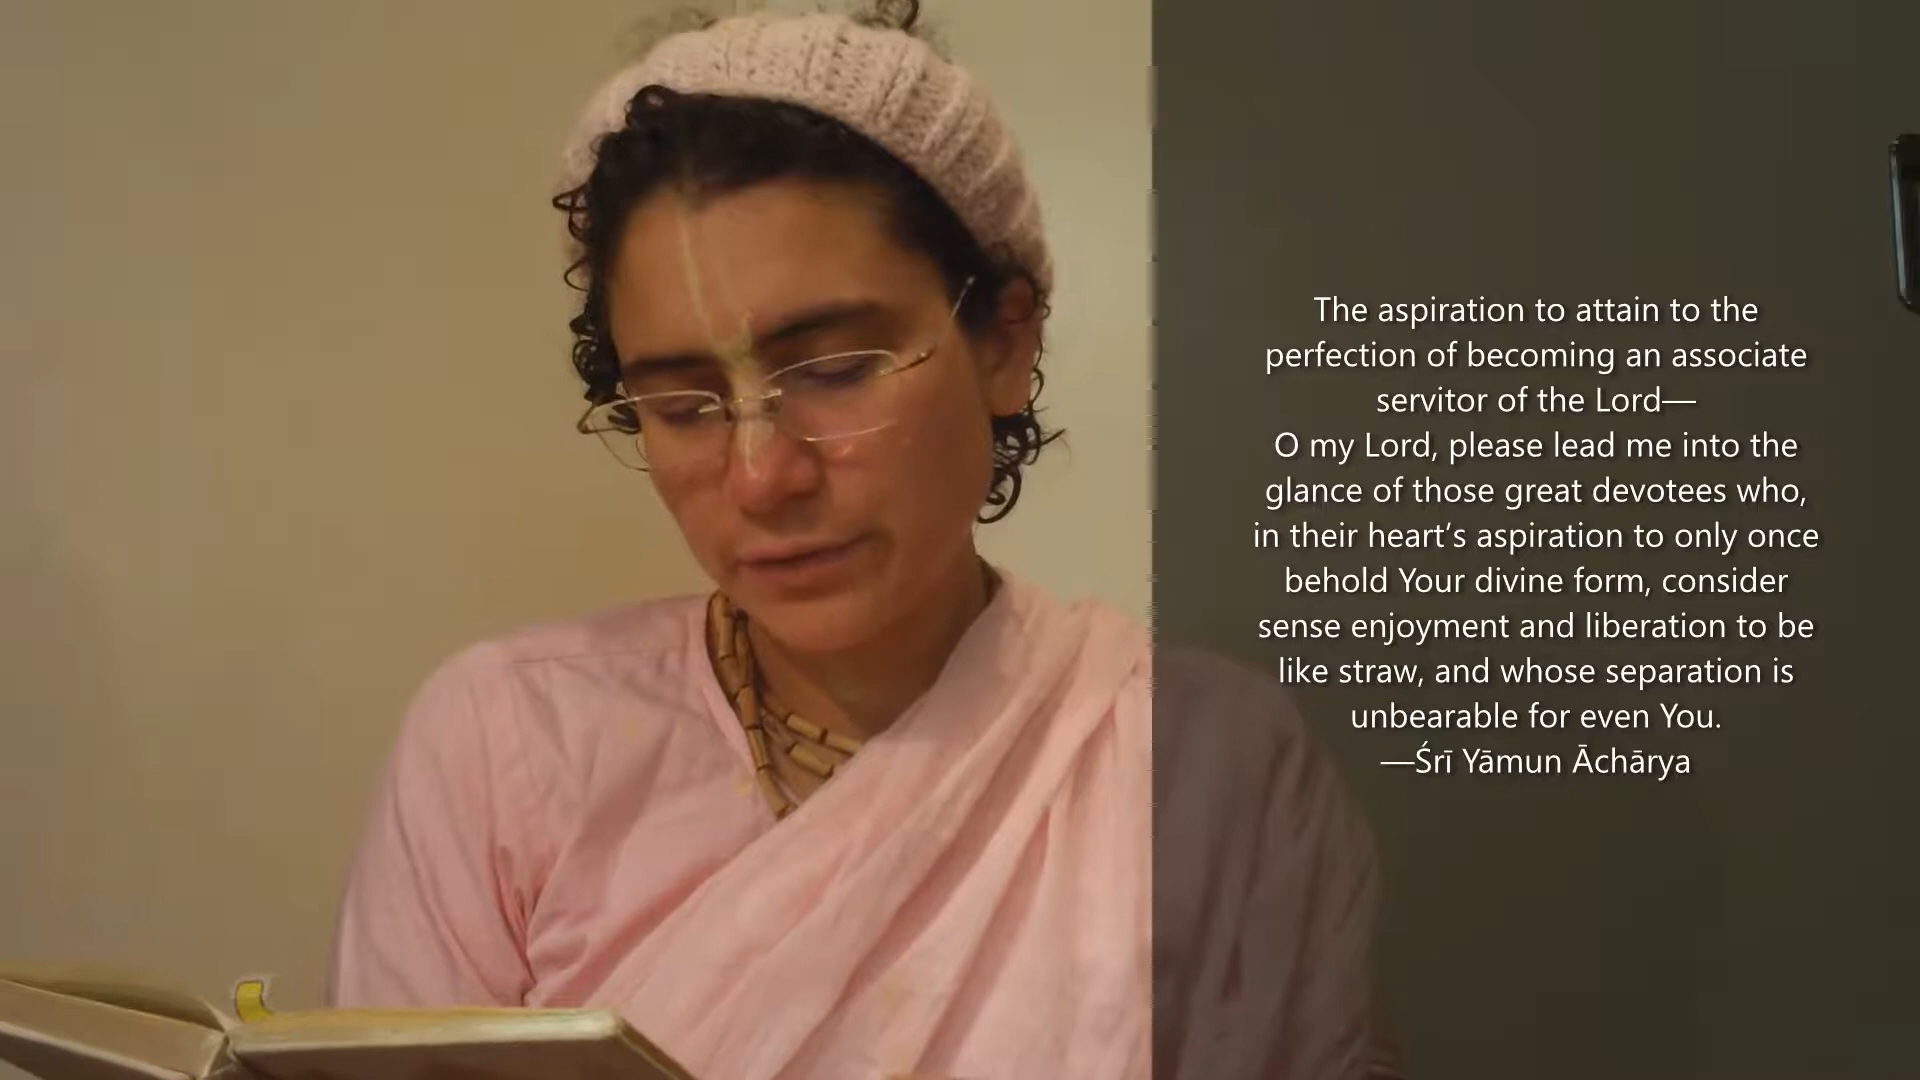 The aspiration to attain to the
perfection of becoming an associate
servitor of the Lord—
O my Lord, please lead me into the
glance of those great devotees who,
in their heart’s aspiration to only once
behold Your divine form, consider
sense enjoyment and liberation to be
like straw, and whose separation is
unbearable for even You.
—Śrī Yāmun Āchārya